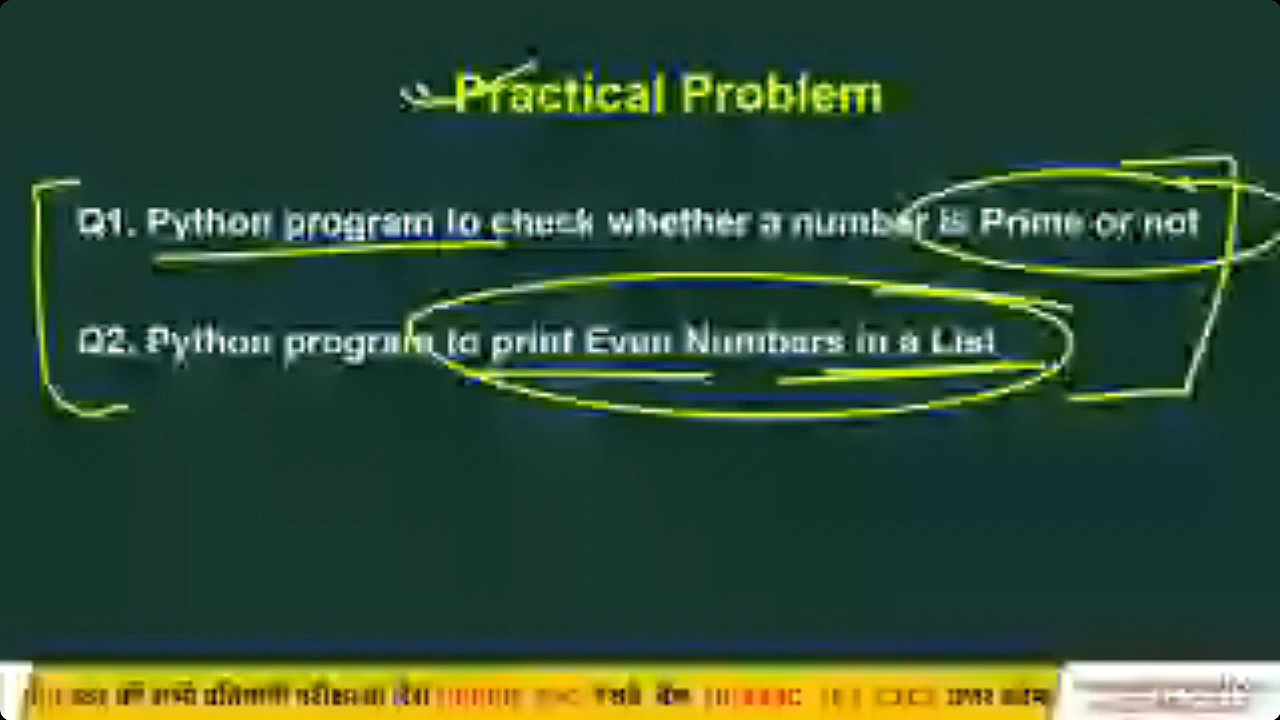 Practical Problem
Q1. Python program to check whether a number is Prime or not
Q2. Python program to print Even Numbers in a List